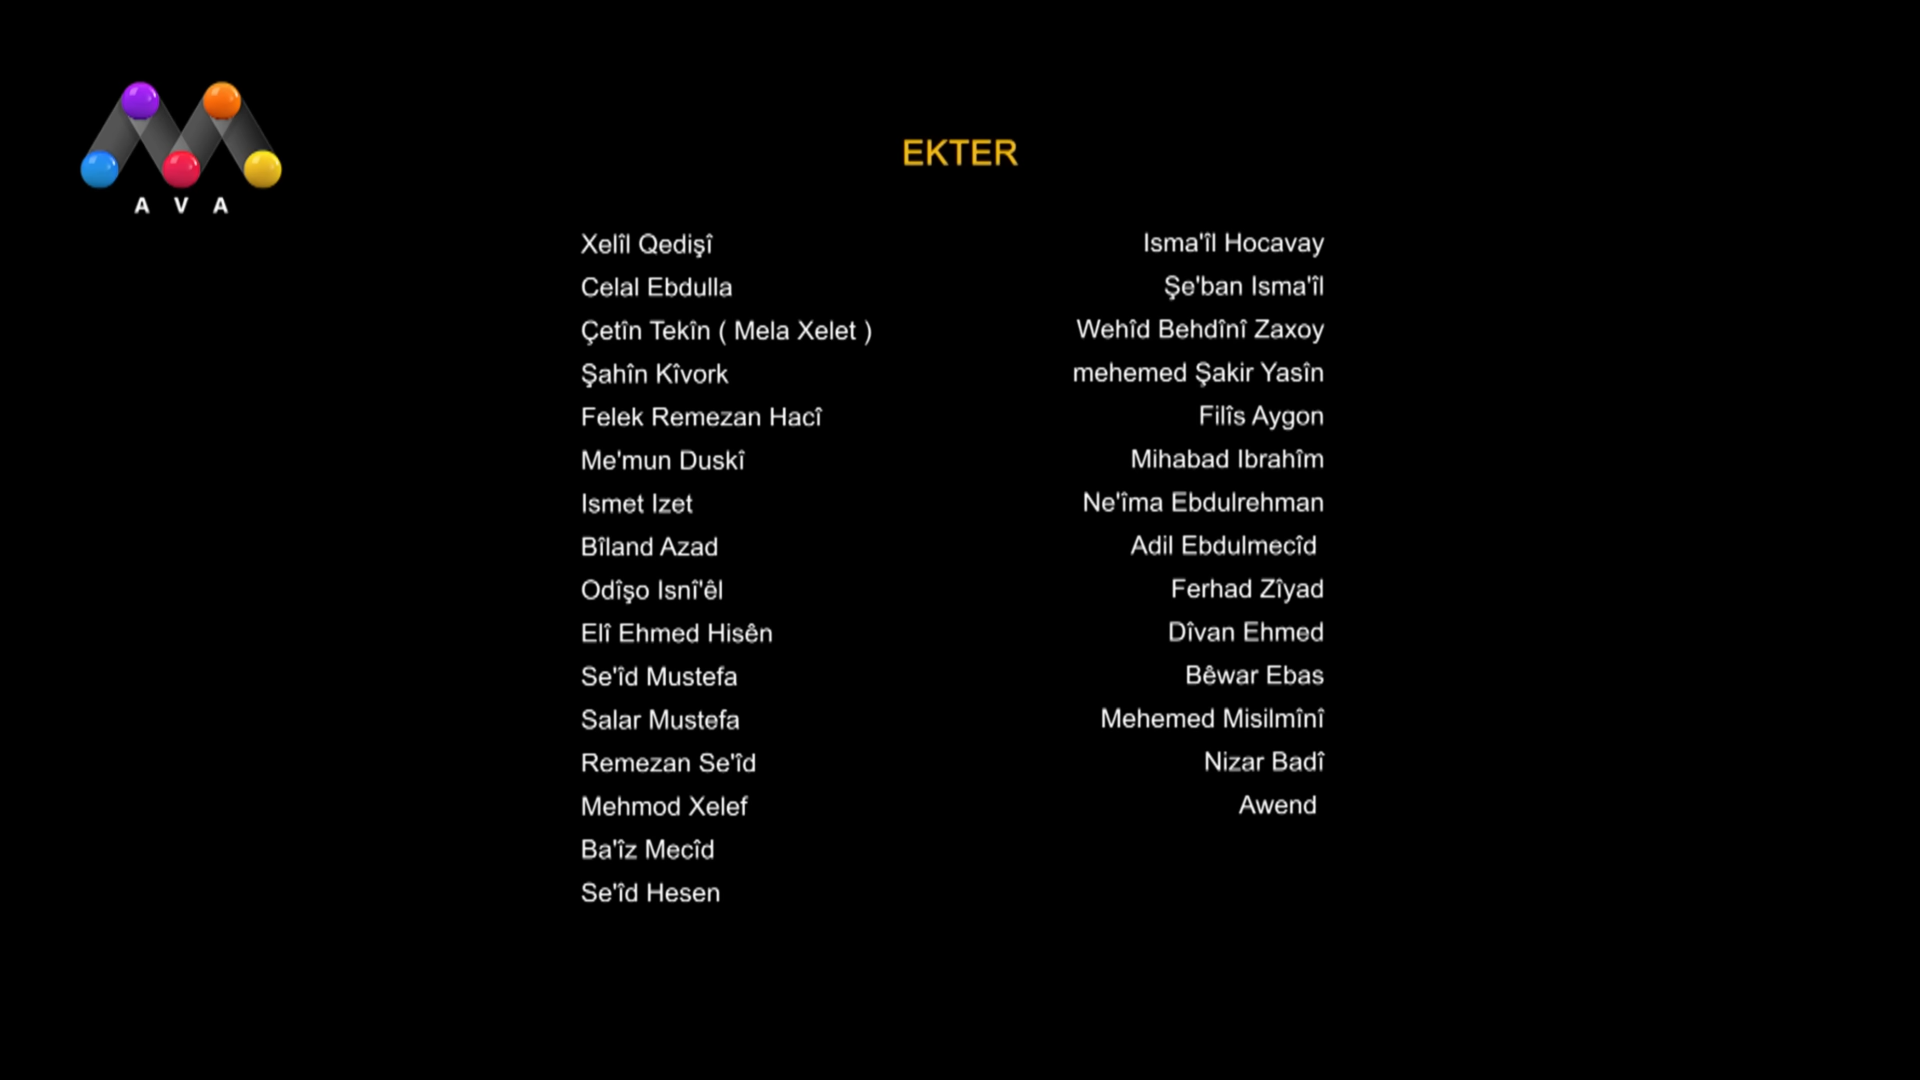 AVA
EKTER
Xelîl Qedişî
Celal Ebdulla
Çetîn Tekîn ( Mela Xelet )
Şahîn Kîvork
Felek Remezan Hacî
Me'mun Duskî
Ismet Izet
Bîland Azad
Odîşo Isnî'êl
Elî Ehmed Hisên
Se'îd Mustefa
Salar Mustefa
Remezan Se'îd
Mehmod Xelef
Ba'îz Mecîd
Se'îd Hesen
Isma'îl Hocavay
Şe'ban Isma'îl
Wehîd Behdînî Zaxoy
mehemed Şakir Yasîn
Filîs Aygon
Mihabad Ibrahîm
Ne'îma Ebdulrehman
Adil Ebdulmecîd
Ferhad Zîyad
Dîvan Ehmed
Bêwar Ebas
Mehemed Misilmînî
Nizar Badî
Awend